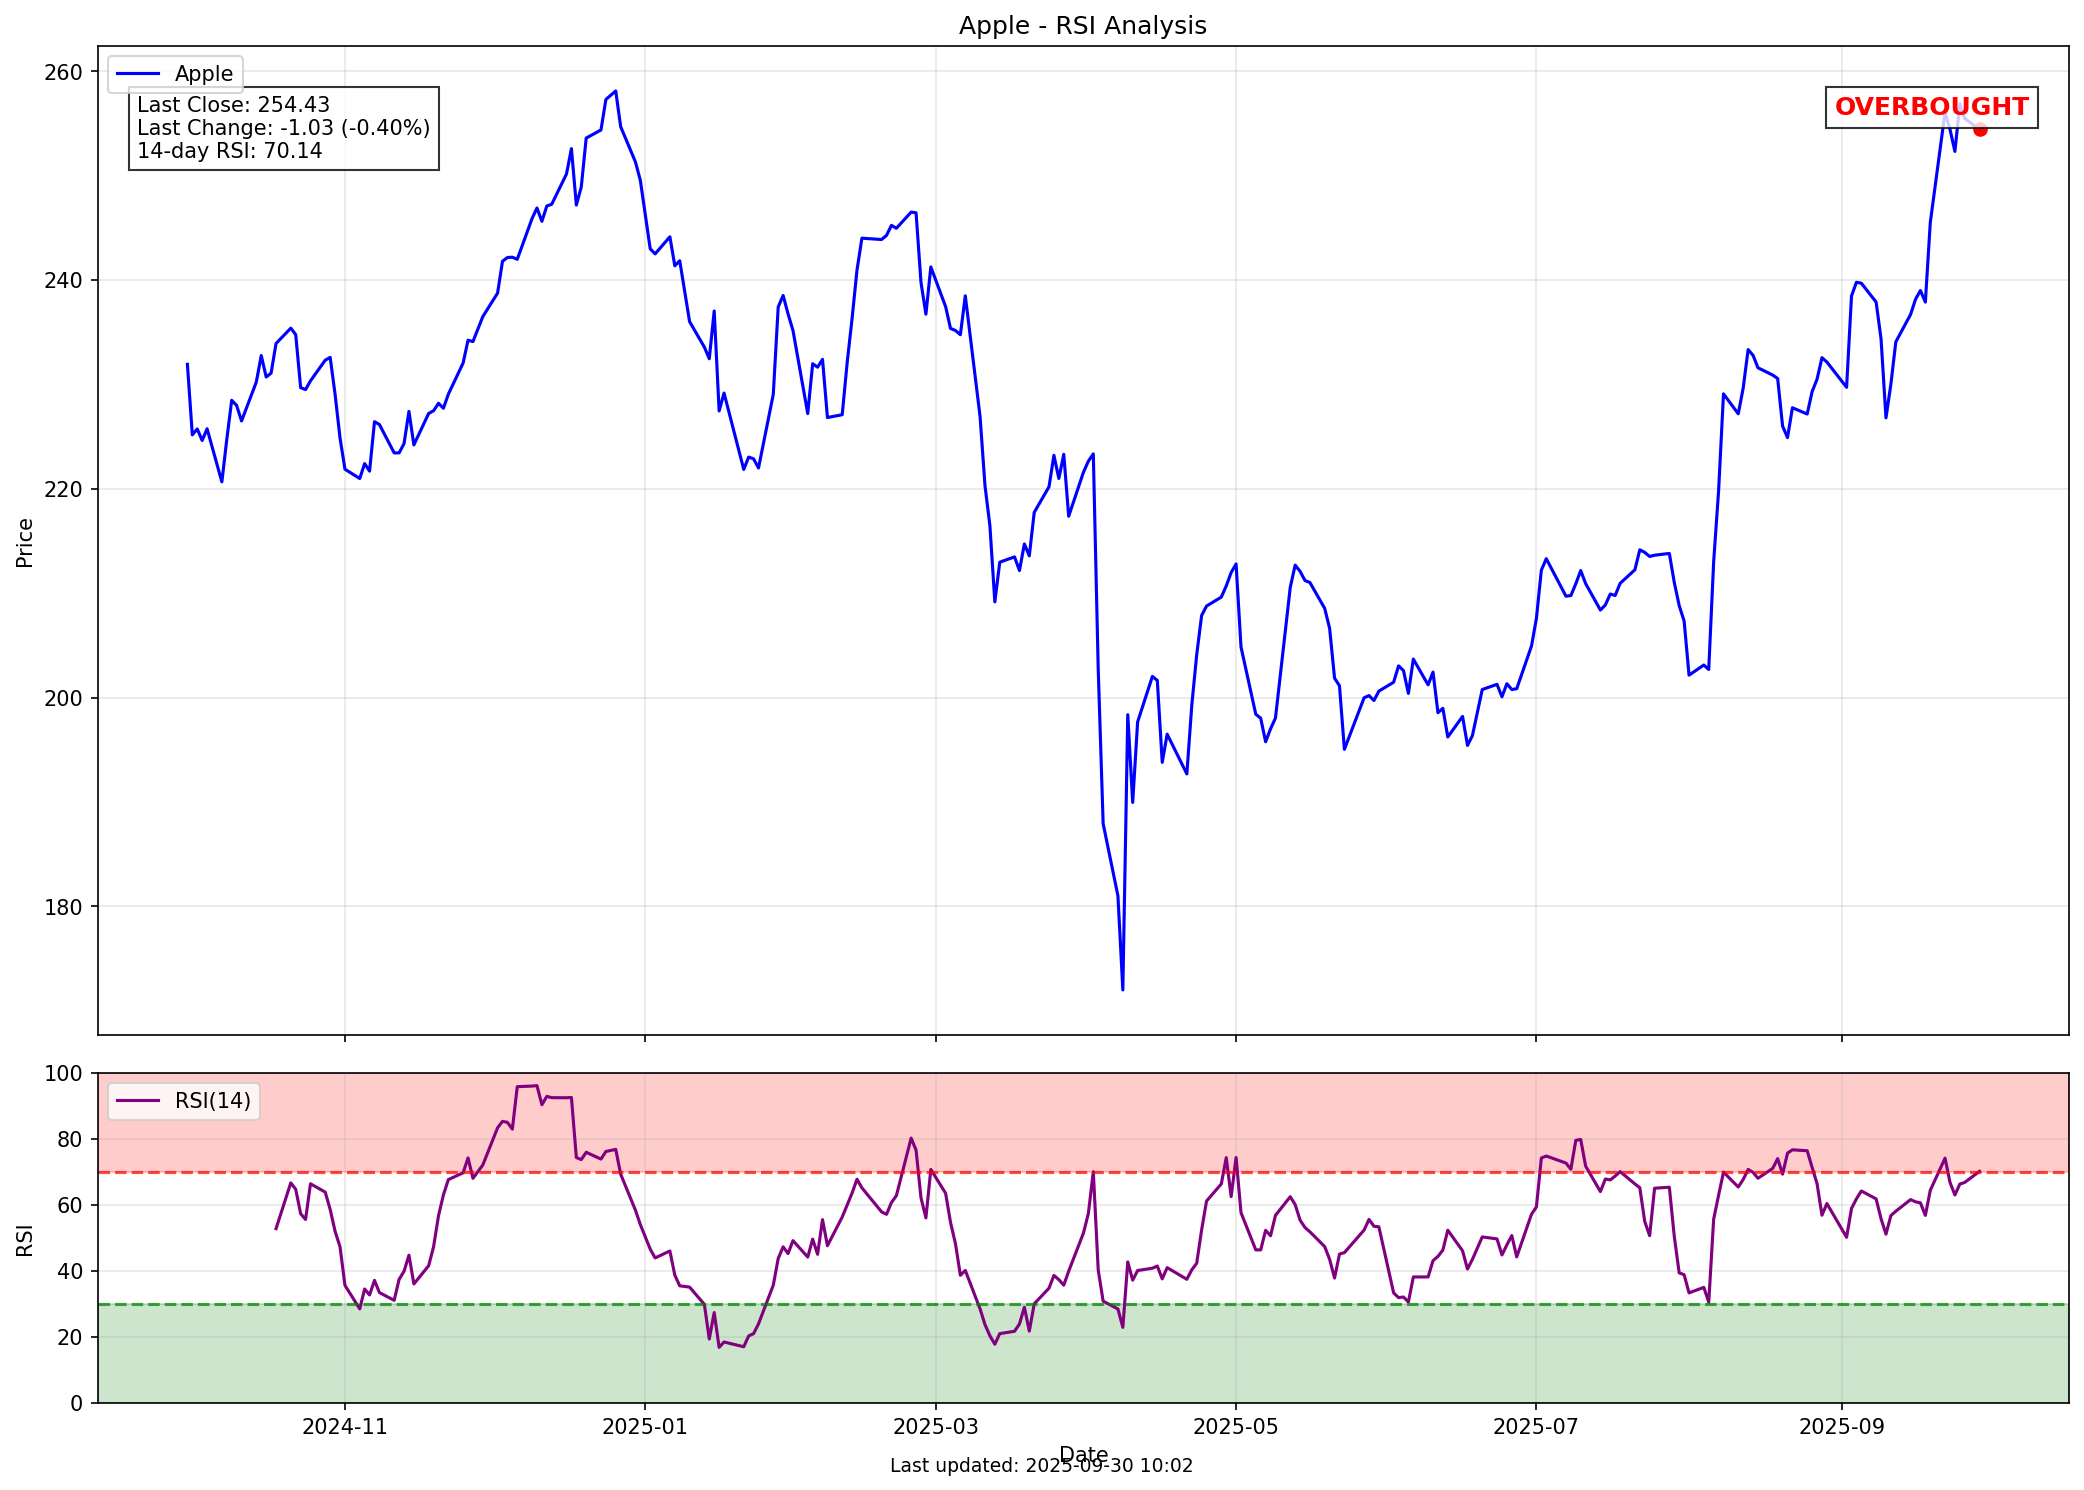 Apple - RSI Analysis
Apple
Last Close: 254.43
Last Change: -1.03 (-0.40%)
14-day RSI: 70.14
OVERBOUGHT
260
240
220
200
180
Price
RSI(14)
100
80
60
40
20
0
RSI
2024-11
2025-01
2025-03
2025-05
2025-07
2025-09
Date
Last updated: 2025-09-30 10:02